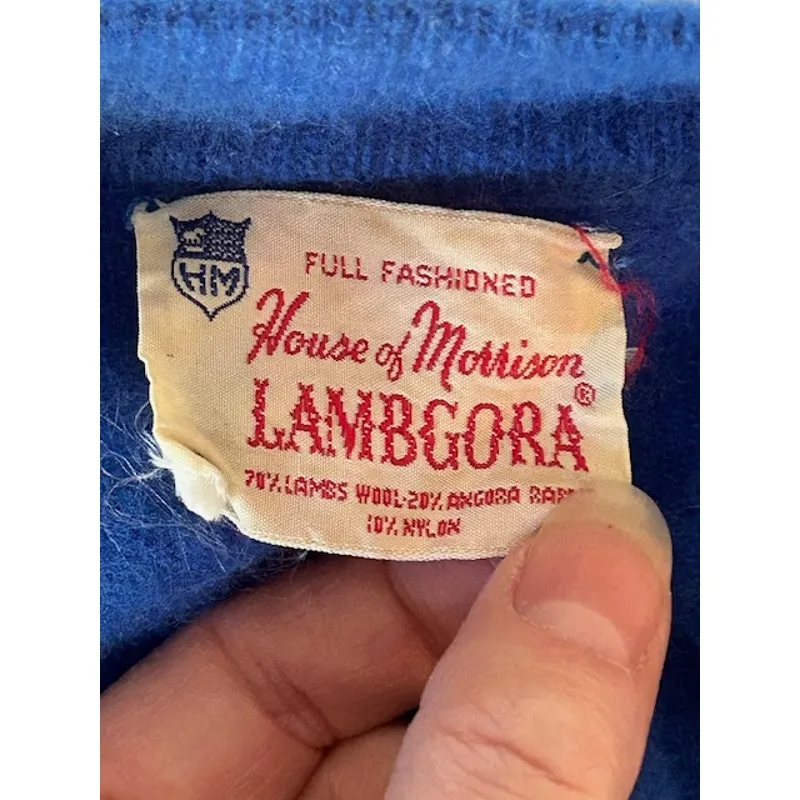 HM
FULL FASHIONED
House of Morrison
LAMBGORA®
70% LAMBS WOOL-20% ANGORA
10% NYLON